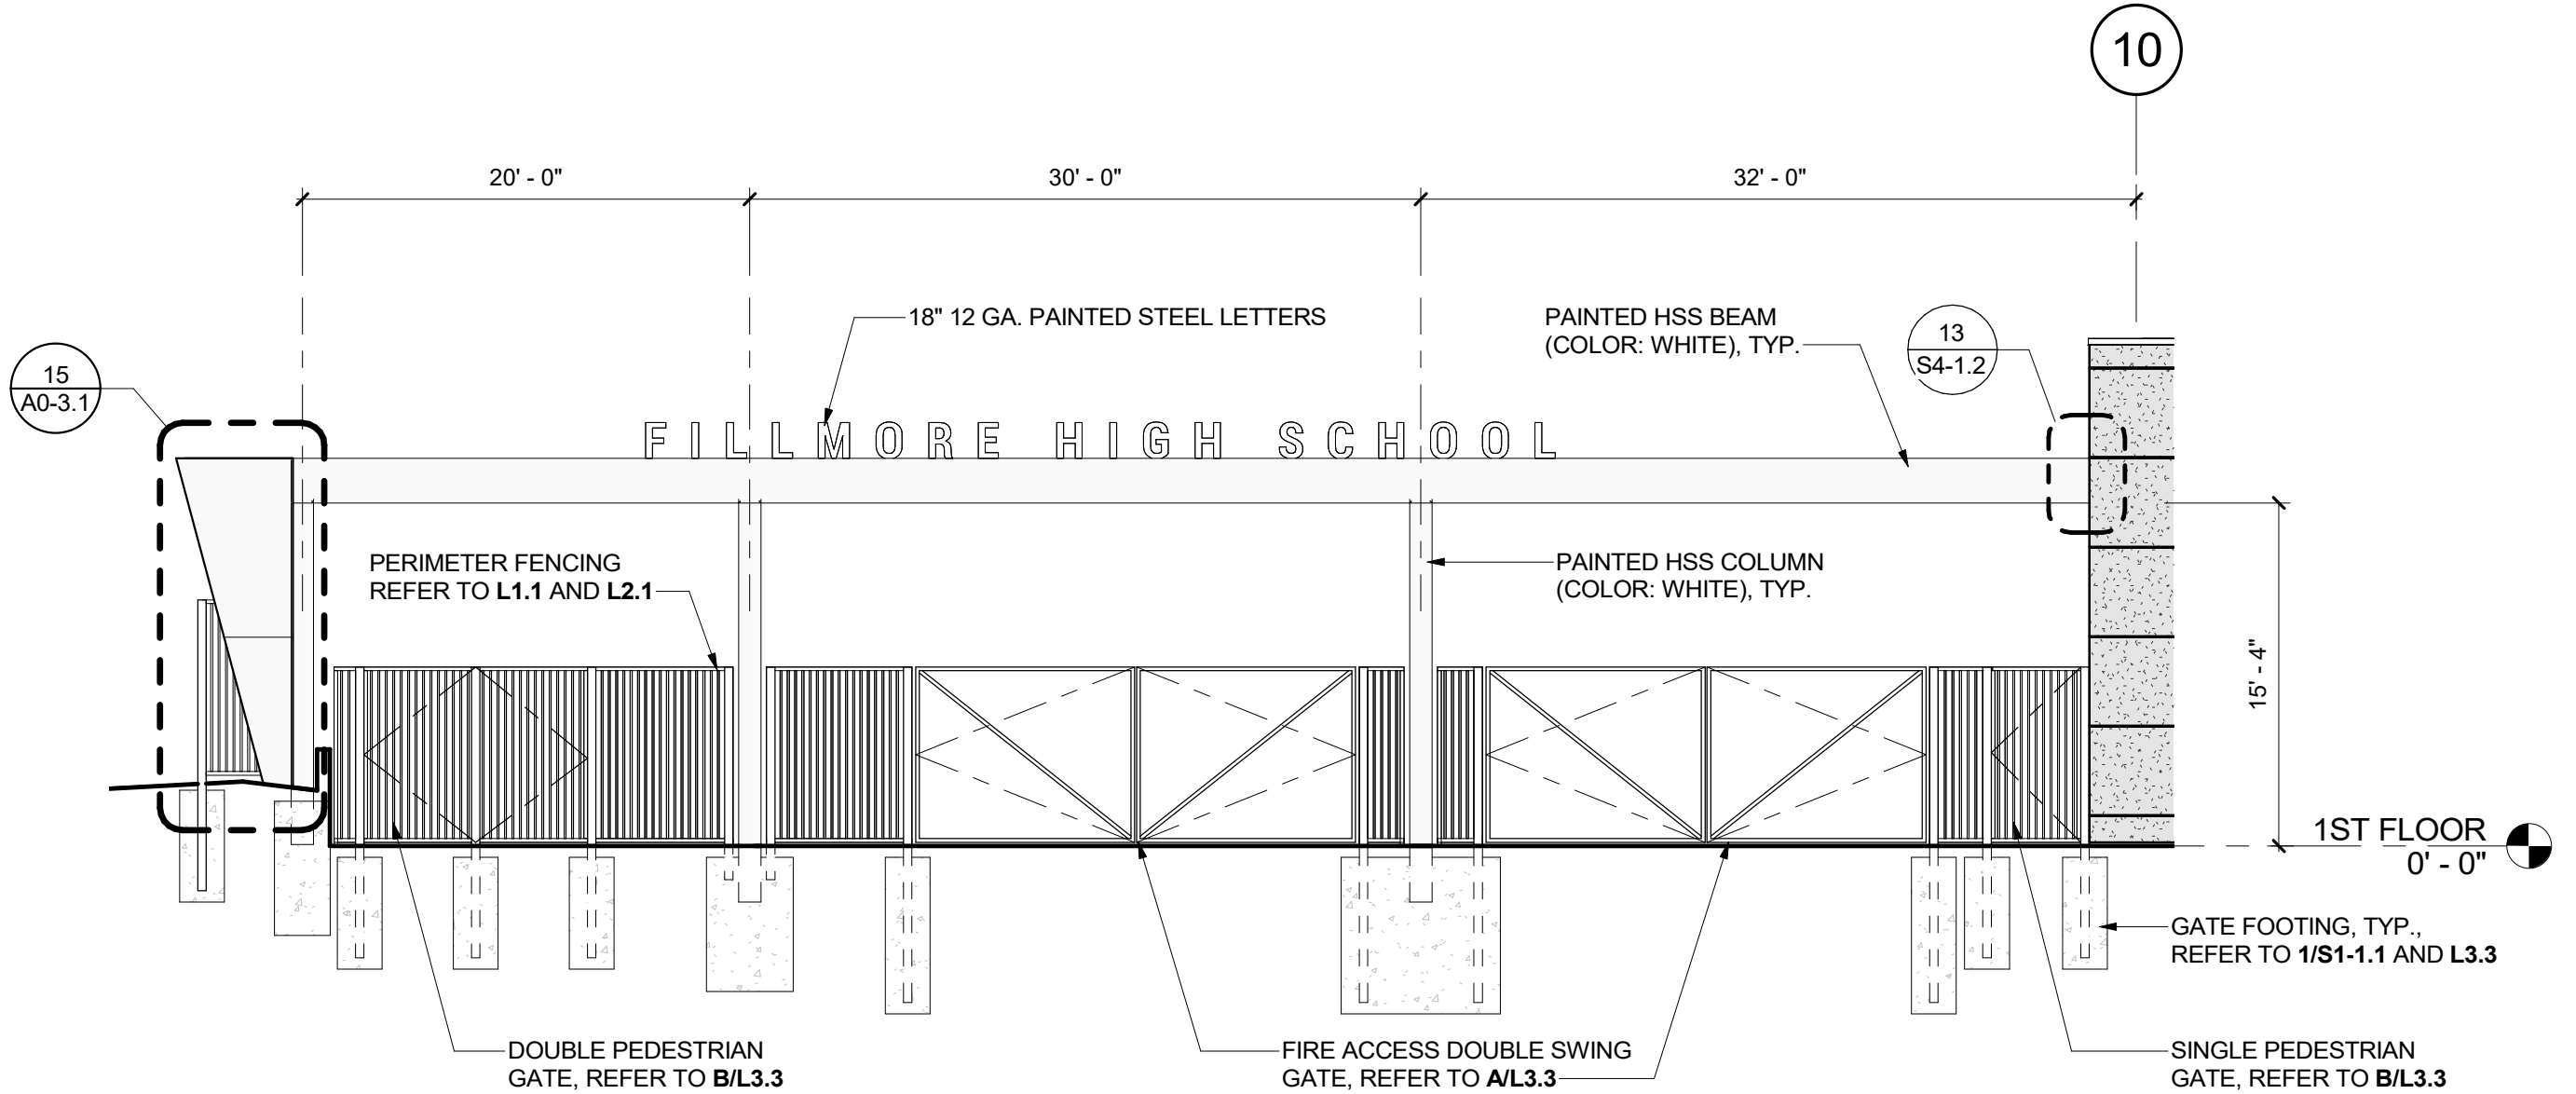 10
20' - 0"
30' - 0"
32' - 0"
18" 12 GA. PAINTED STEEL LETTERS
PAINTED HSS BEAM
(COLOR: WHITE), TYP.
13
S4-1.2
15
A0-3.1
FILLMORE HIGH SCHOOL
PERIMETER FENCING
REFER TO L1.1 AND L2.1
PAINTED HSS COLUMN
(COLOR: WHITE), TYP.
15' - 4"
1ST FLOOR
0' - 0"
GATE FOOTING, TYP.,
REFER TO 1/S1-1.1 AND L3.3
DOUBLE PEDESTRIAN
GATE, REFER TO B/L3.3
FIRE ACCESS DOUBLE SWING
GATE, REFER TO A/L3.3
SINGLE PEDESTRIAN
GATE, REFER TO B/L3.3